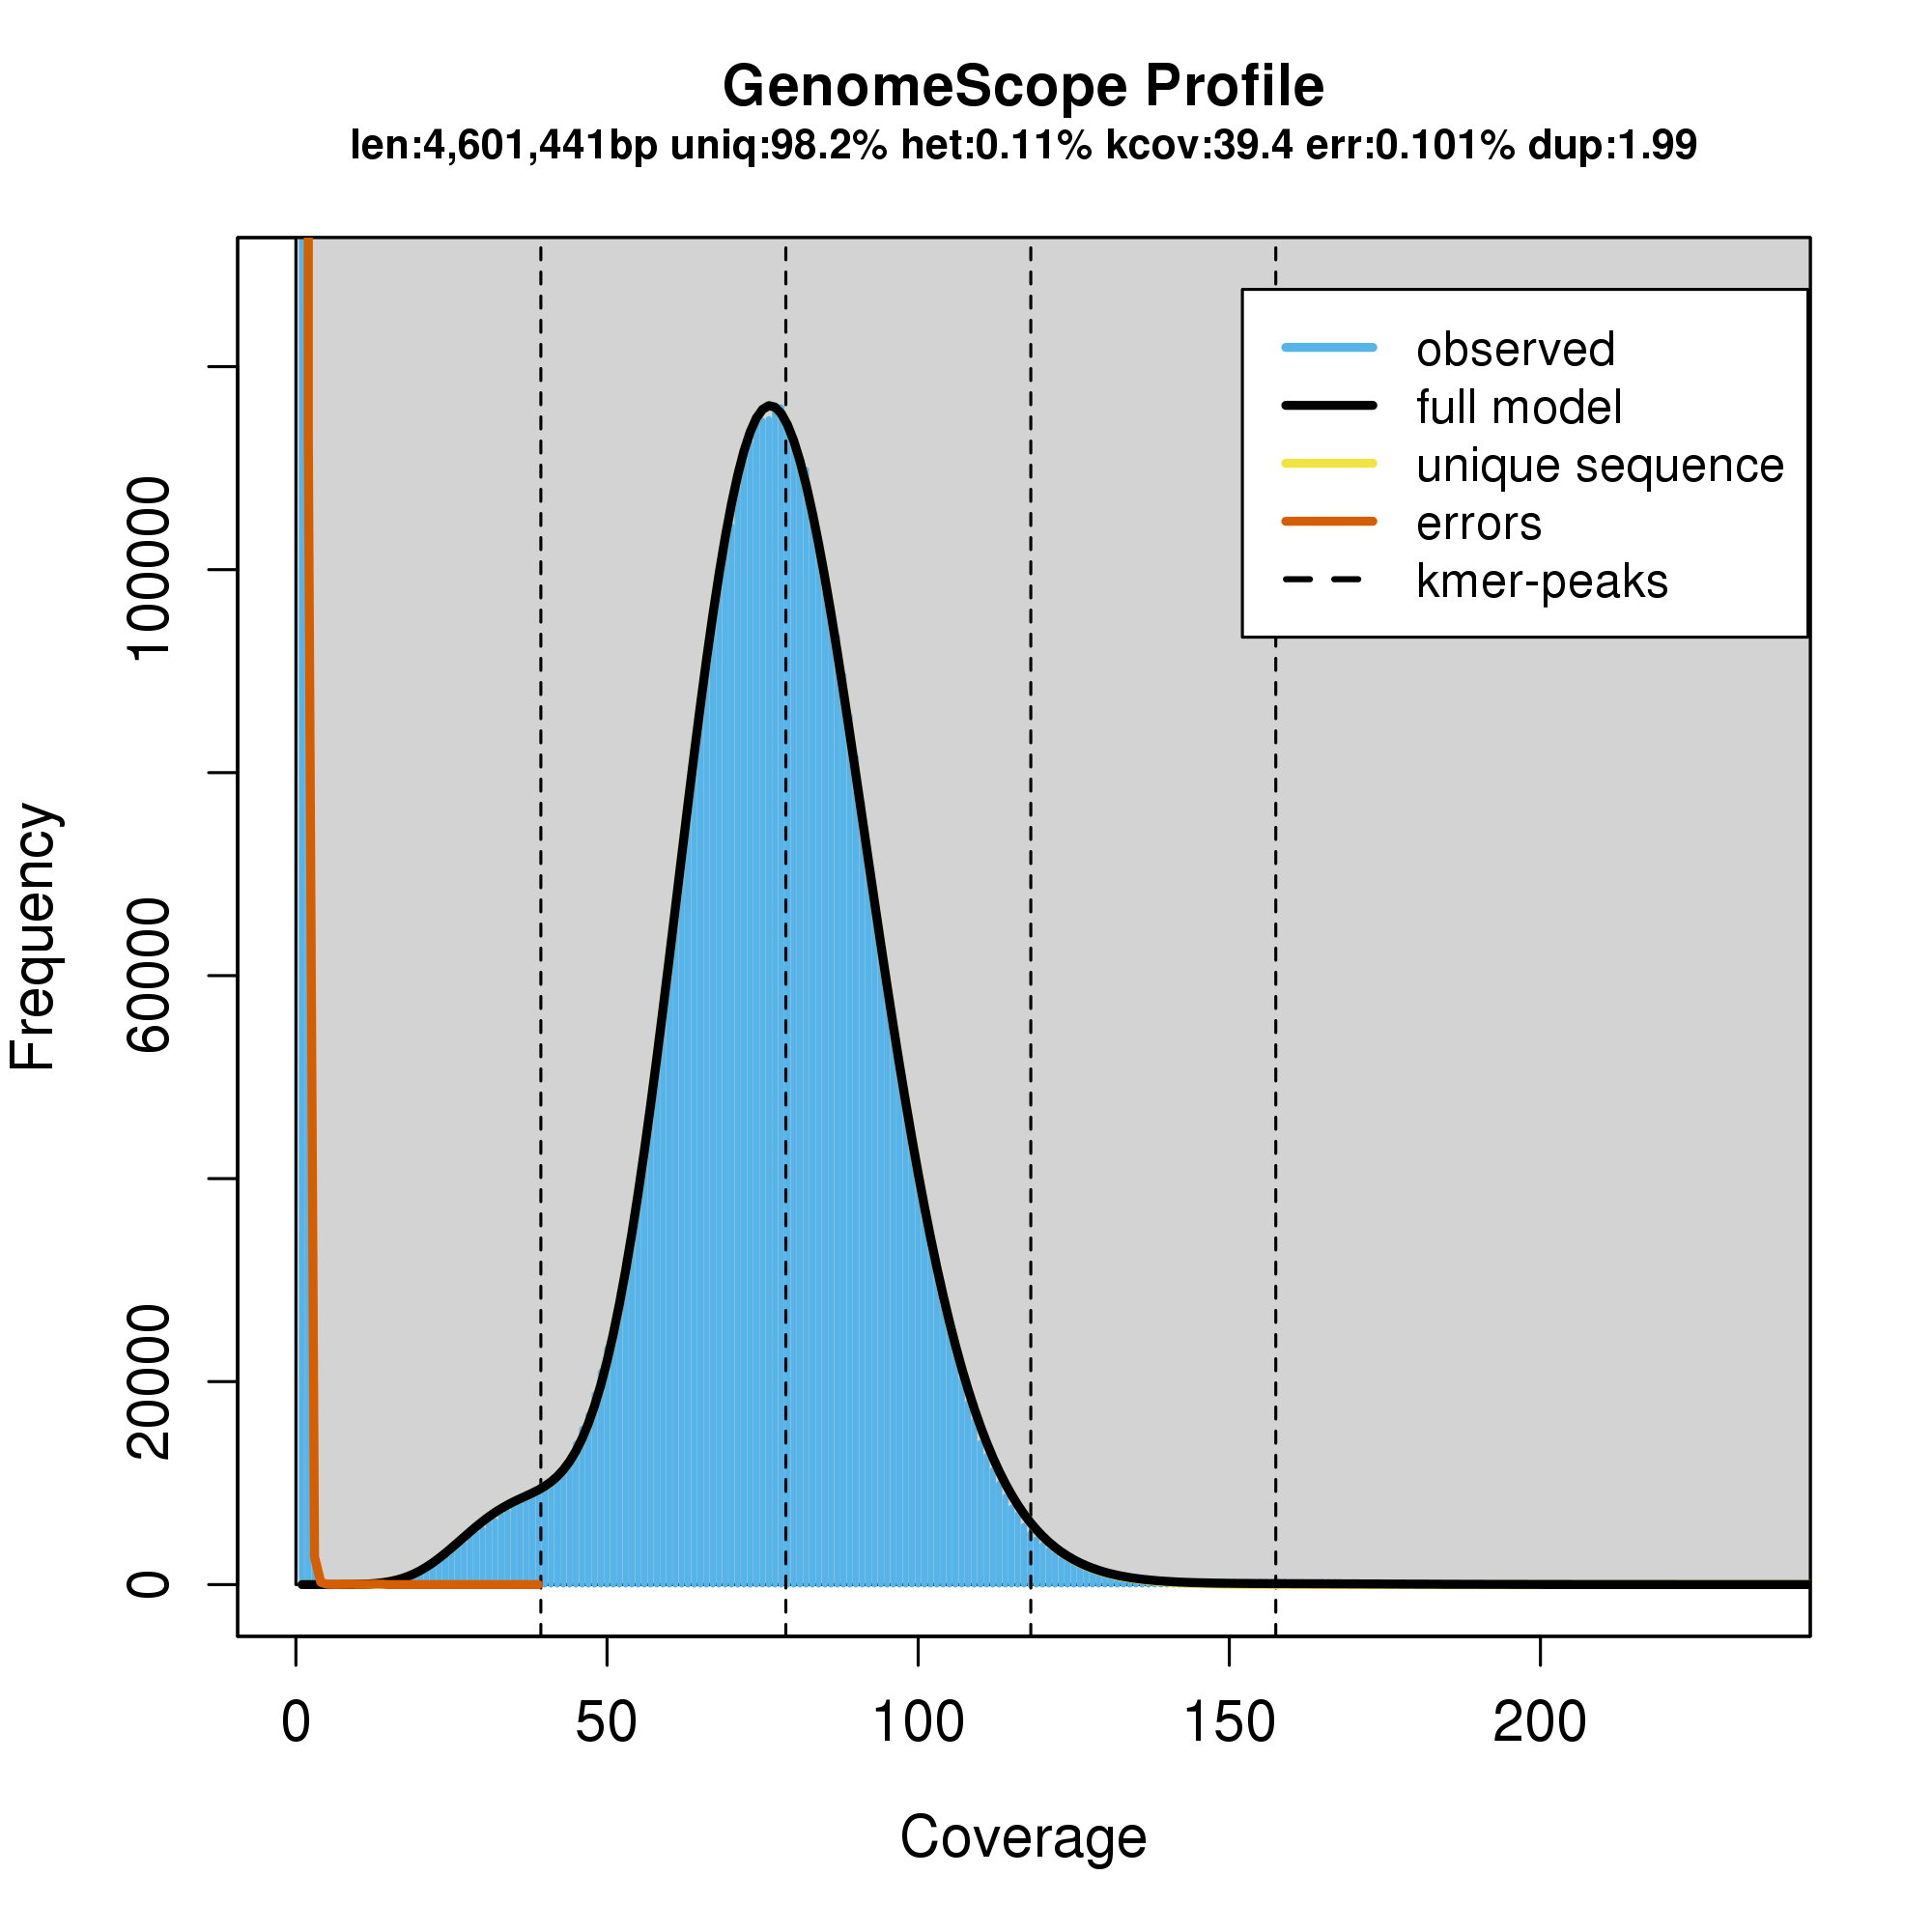 GenomeScope Profile
len:4,601,441bp uniq:98.2% het:0.11% kcov:39.4 err:0.101% dup:1.99
observed
full model
unique sequence
errors
kmer-peaks
Frequency
100000
60000
20000
0
0 50 100 150 200
Coverage